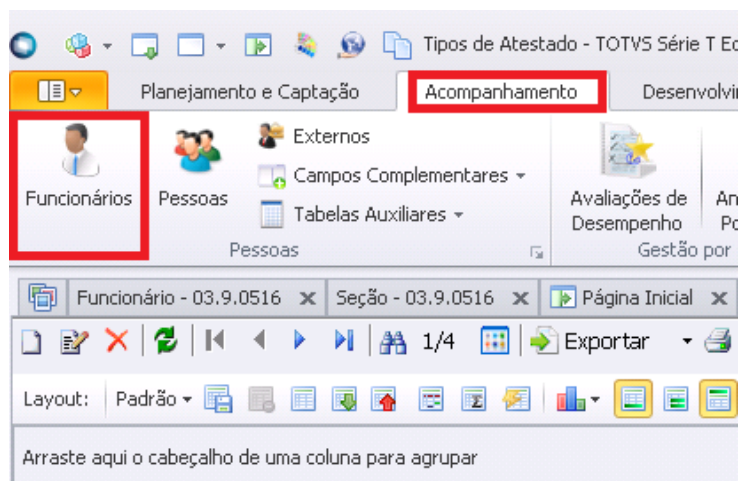 Tipos de Atestado - TOTVS Série T Ed
Planejamento e Captação Acompanhamento Desenvolvi
Funcionários
Pessoas
Externos
Campos Complementares
Tabelas Auxiliares
Pessoas
Avaliações de
Desempenho
An
Po
Gestão por
Funcionário - 03.9.0516 Seção - 03.9.0516 Página Inicial
1/4 Exportar
Layout: Padrão
Arraste aqui o cabeçalho de uma coluna para agrupar